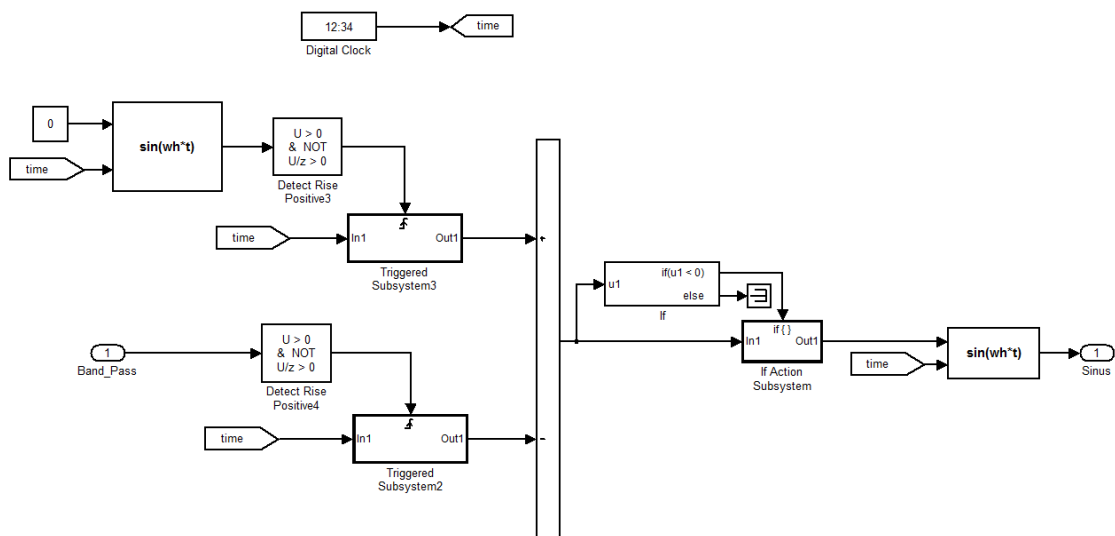 12:34
time
Digital Clock
0
time
sin(wh*t)
U > 0
& NOT
U/z > 0
Detect Rise
Positive3
time
In1
Out1
Triggered
Subsystem3
+
1
Band_Pass
U > 0
& NOT
U/z > 0
Detect Rise
Positive4
time
In1
Out1
Triggered
Subsystem2
-
u1
if(u1 < 0)
else
If
if { }
In1
Out1
If Action
Subsystem
time
sin(wh*t)
1
Sinus